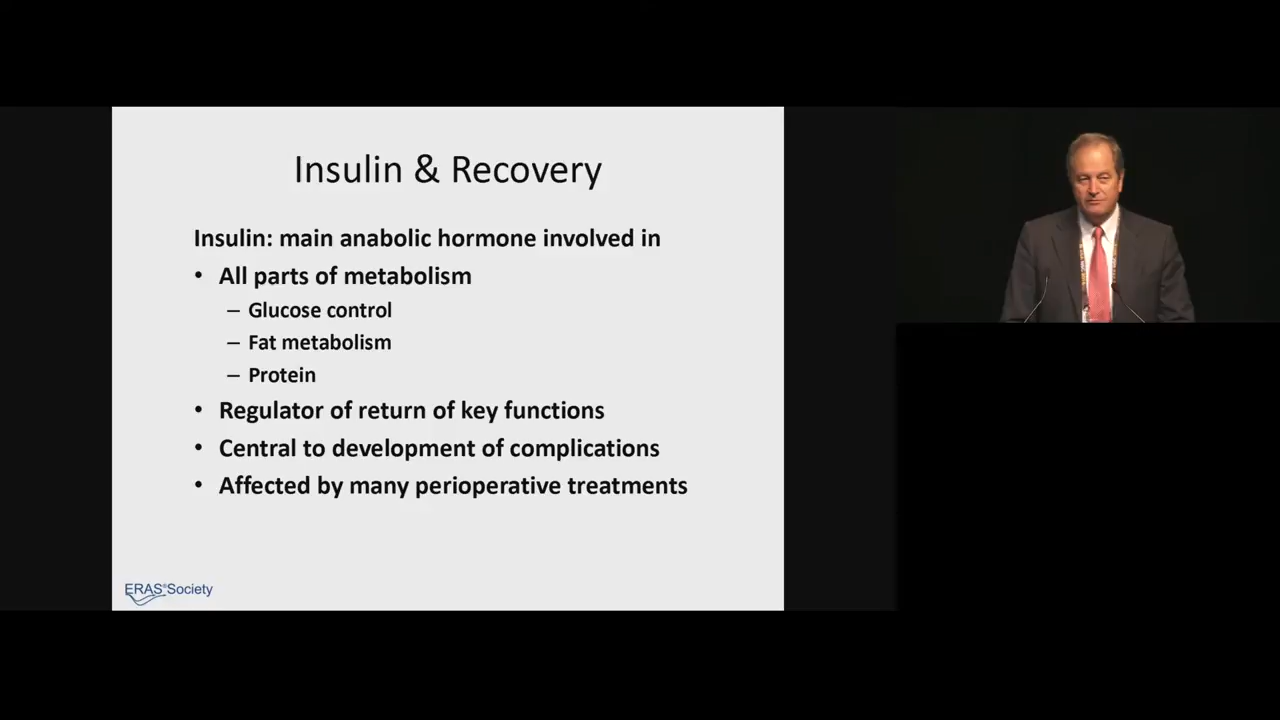 Insulin & Recovery
Insulin: main anabolic hormone involved in
• All parts of metabolism
– Glucose control
– Fat metabolism
– Protein
• Regulator of return of key functions
• Central to development of complications
• Affected by many perioperative treatments
ERAS®Society